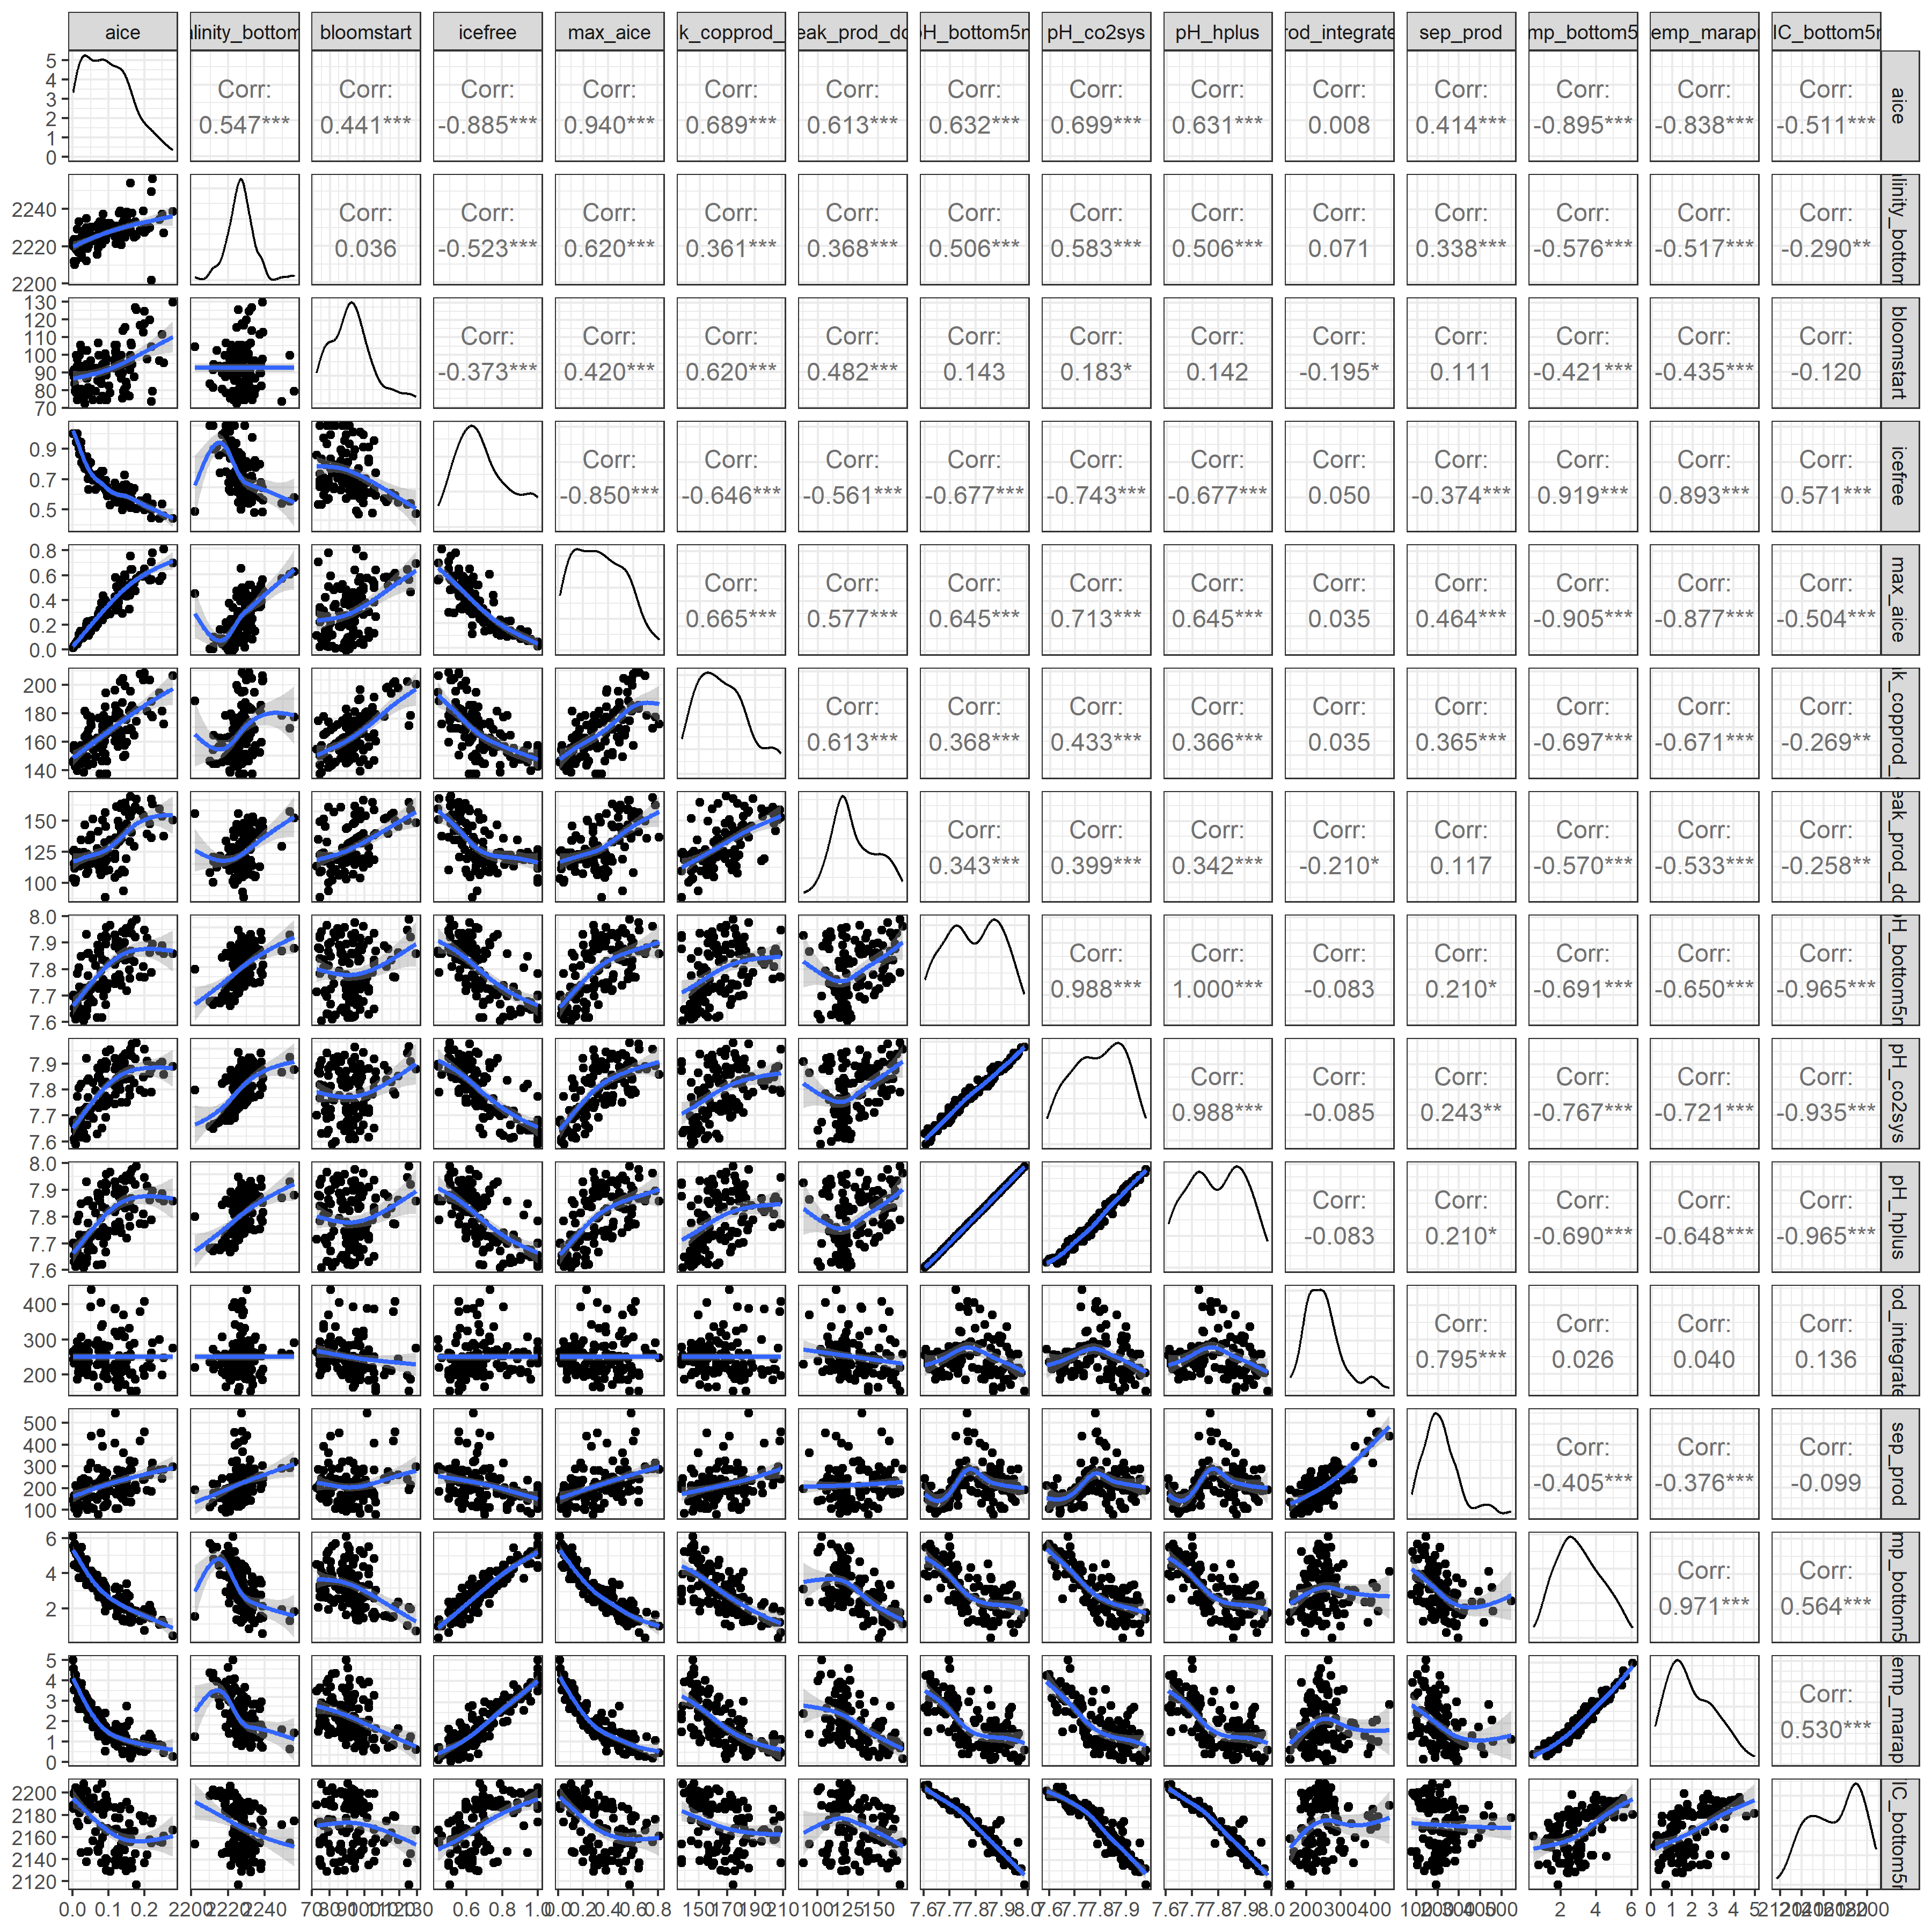 aice
alinity_bottom
bloomstart
icefree
max_aice
k_copprod_
eak_prod_do
pH_bottom5m
pH_co2sys
pH_hplus
rod_integrate
sep_prod
mp_bottom5
emp_marap
IC_bottom5
5
4
3
2
1
0
Corr: Corr: Corr: Corr: Corr: Corr: Corr: Corr: Corr: Corr: Corr: Corr: Corr: Corr:
0.547*** 0.441*** -0.885*** 0.940*** 0.689*** 0.613*** 0.632*** 0.699*** 0.631*** 0.008 0.414*** -0.895*** -0.838*** -0.511***
aice
2240
2220
2200
Corr: Corr: Corr: Corr: Corr: Corr: Corr: Corr: Corr: Corr: Corr: Corr: Corr:
0.036 -0.523*** 0.620*** 0.361*** 0.368*** 0.506*** 0.583*** 0.506*** 0.071 0.338*** -0.576*** -0.517*** -0.290**
alinity_bottom
130
120
110
100
90
80
70
Corr: Corr: Corr: Corr: Corr: Corr: Corr: Corr: Corr: Corr: Corr: Corr:
-0.373*** 0.420*** 0.620*** 0.482*** 0.143 0.183* 0.142 -0.195* 0.111 -0.421*** -0.435*** -0.120
bloomstart
0.9
0.7
0.5
Corr: Corr: Corr: Corr: Corr: Corr: Corr: Corr: Corr: Corr: Corr:
-0.850*** -0.646*** -0.561*** -0.677*** -0.743*** -0.677*** 0.050 -0.374*** 0.919*** 0.893*** 0.571***
icefree
0.8
0.6
0.4
0.2
0.0
Corr: Corr: Corr: Corr: Corr: Corr: Corr: Corr: Corr: Corr:
0.665*** 0.577*** 0.645*** 0.713*** 0.645*** 0.035 0.464*** -0.905*** -0.877*** -0.504***
max_aice
200
180
160
140
Corr: Corr: Corr: Corr: Corr: Corr: Corr: Corr: Corr:
0.613*** 0.368*** 0.433*** 0.366*** 0.035 0.365*** -0.697*** -0.671*** -0.269**
k_copprod_
150
125
100
Corr: Corr: Corr: Corr: Corr: Corr: Corr: Corr:
0.343*** 0.399*** 0.342*** -0.210* 0.117 -0.570*** -0.533*** -0.258**
eak_prod_do
8.0
7.9
7.8
7.7
7.6
Corr: Corr: Corr: Corr: Corr: Corr: Corr:
0.988*** 1.000*** -0.083 0.210* -0.691*** -0.650*** -0.965***
pH_bottom5m
7.9
7.8
7.7
7.6
Corr: Corr: Corr: Corr: Corr: Corr:
0.988*** -0.085 0.243** -0.767*** -0.721*** -0.935***
pH_co2sys
8.0
7.9
7.8
7.7
7.6
Corr: Corr: Corr: Corr: Corr:
-0.083 0.210* -0.690*** -0.648*** -0.965***
pH_hplus
400
300
200
Corr: Corr: Corr: Corr:
0.795*** 0.026 0.040 0.136
rod_integrate
500
400
300
200
100
Corr: Corr: Corr:
-0.405*** -0.376*** -0.099
sep_prod
6
4
2
Corr: Corr:
0.971*** 0.564***
mp_bottom5
5
4
3
2
1
0
Corr:
0.530***
emp_marap
2200
2180
2160
2140
2120
IC_bottom5
0.0 0.1 0.2 2200 2220 2240 70 80 90 100 110 120 130 0.6 0.8 1.0 0.0 0.2 0.4 0.6 0.8 150 170 190 210 100 125 150 7.6 7.7 7.8 7.9 8.0 7.6 7.7 7.8 7.9 7.6 7.7 7.8 7.9 8.0 200 300 400 100 200 300 400 500 2 4 6 0 1 2 3 4 5 2120 2140 2160 2180 2200